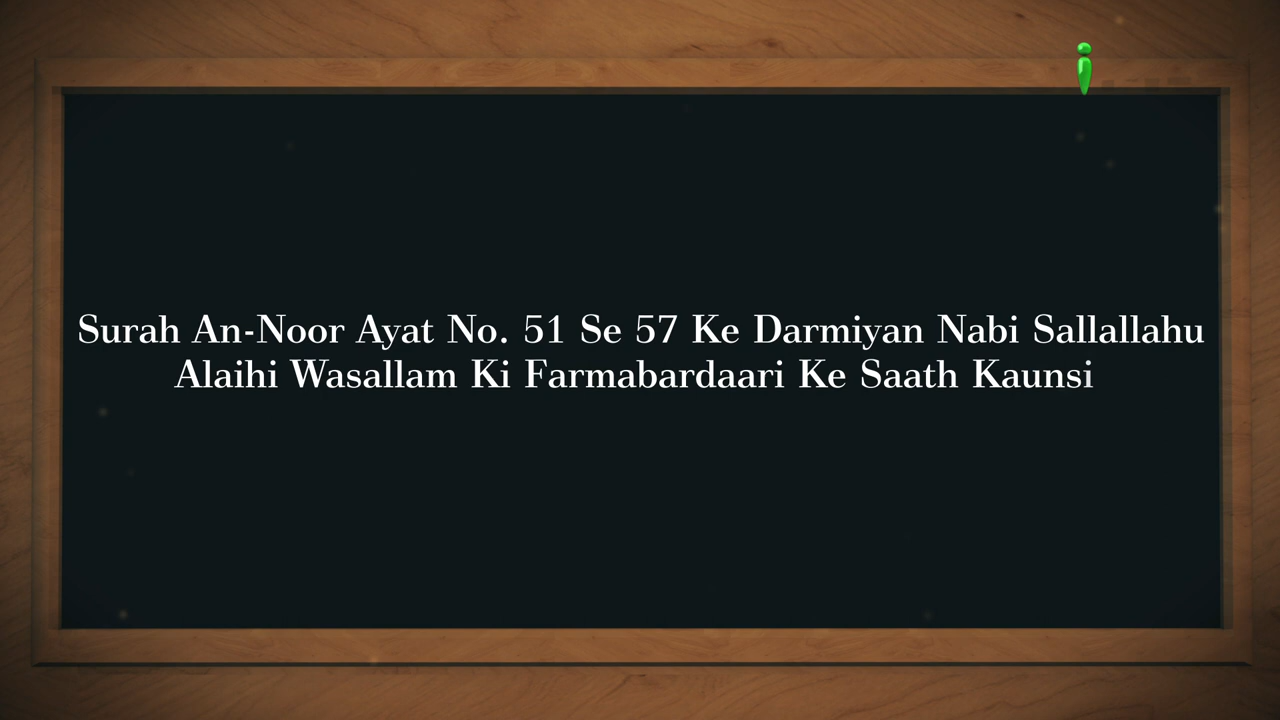 Surah An-Noor Ayat No. 51 Se 57 Ke Darmiyan Nabi Sallallahu
Alaihi Wasallam Ki Farmabardaari Ke Saath Kaunsi